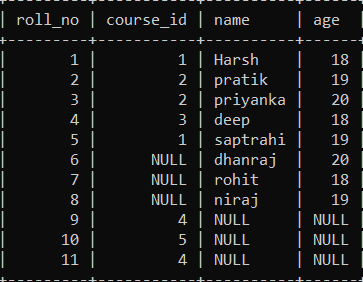 | roll_no | course_id | name | age
| 1 | 1 | Harsh | 18
| 2 | 2 | pratik | 19
| 3 | 2 | priyanka | 20
| 4 | 3 | deep | 18
| 5 | 1 | saptrahi | 19
| 6 | NULL | dhanraj | 20
| 7 | NULL | rohit | 18
| 8 | NULL | niraj | 19
| 9 | 4 | NULL | NULL
| 10 | 5 | NULL | NULL
| 11 | 4 | NULL | NULL